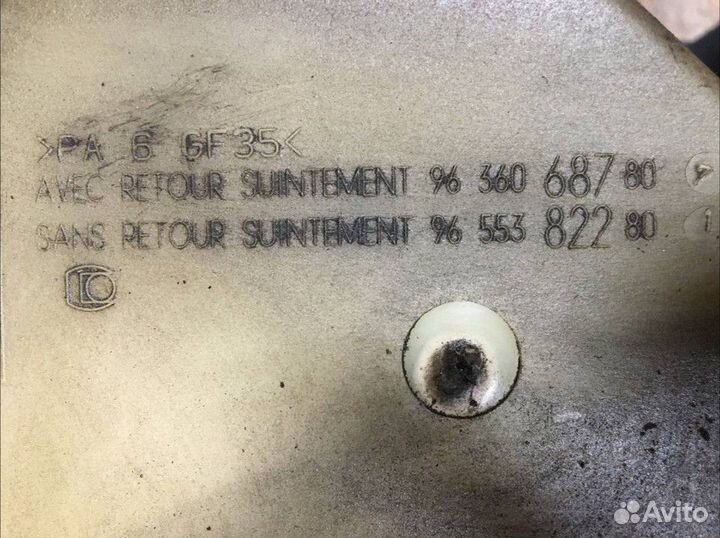 >PA 6 GF35<
AVEC RETOUR SUINTEMENT 96 360 687 80
SANS RETOUR SUINTEMENT 96 553 822 80
Avito